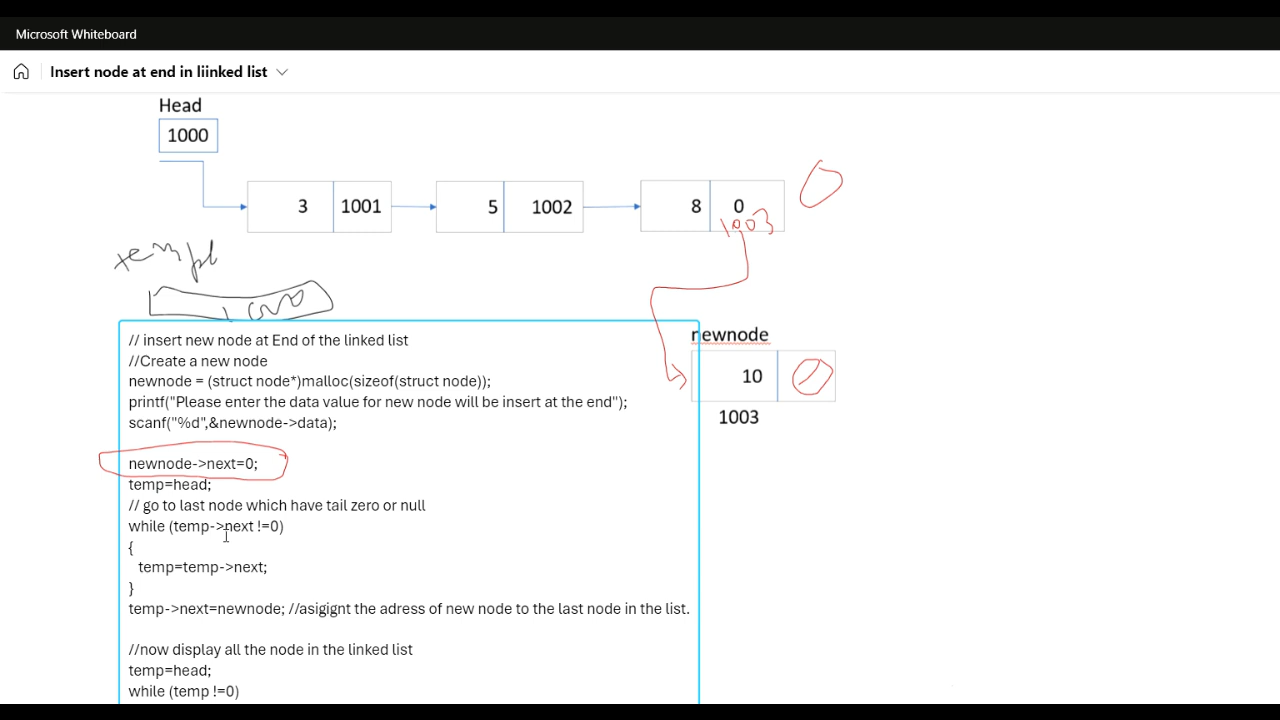 Microsoft Whiteboard
Insert node at end in liinked list
Head
1000
3 1001 5 1002 8 0
1003
temp
1000
newnode
10
1003
// insert new node at End of the linked list
//Create a new node
newnode = (struct node*)malloc(sizeof(struct node));
printf("Please enter the data value for new node will be insert at the end");
scanf("%d",&newnode->data);
newnode->next=0;
temp=head;
// go to last node which have tail zero or null
while (temp->next !=0)
{
temp=temp->next;
}
temp->next=newnode; //asigignt the adress of new node to the last node in the list.
//now display all the node in the linked list
temp=head;
while (temp !=0)